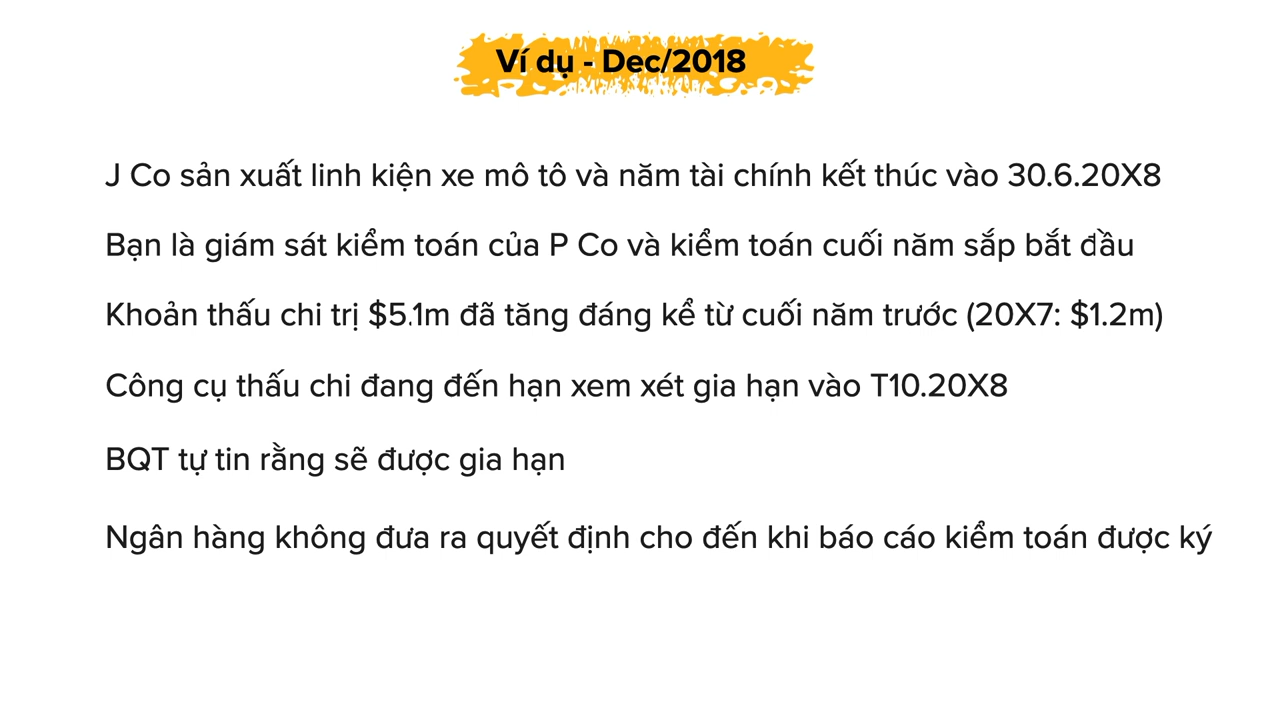 Ví dụ - Dec/2018
J Co sản xuất linh kiện xe mô tô và năm tài chính kết thúc vào 30.6.20X8
Bạn là giám sát kiểm toán của P Co và kiểm toán cuối năm sắp bắt đầu
Khoản thấu chi trị $5.1m đã tăng đáng kể từ cuối năm trước (20X7: $1.2m)
Công cụ thấu chi đang đến hạn xem xét gia hạn vào T10.20X8
BQT tự tin rằng sẽ được gia hạn
Ngân hàng không đưa ra quyết định cho đến khi báo cáo kiểm toán được ký